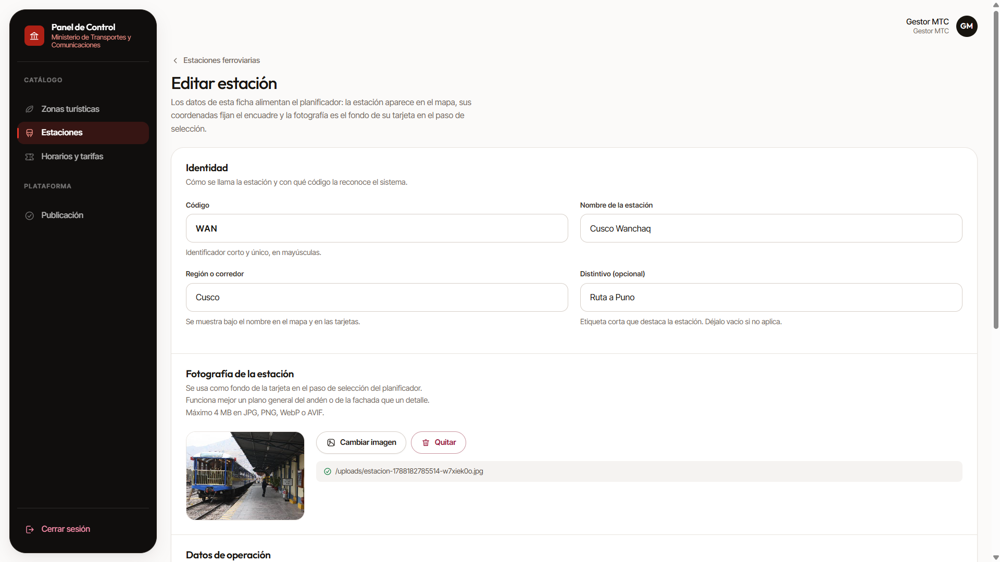 Panel de Control
Ministerio de Transportes y
Comunicaciones
CATÁLOGO
Zonas turísticas
Estaciones
Horarios y tarifas
PLATAFORMA
Publicación
Cerrar sesión
Gestor MTC
Gestor MTC
GM
Estaciones ferroviarias
Editar estación
Los datos de esta ficha alimentan el planificador: la estación aparece en el mapa, sus
coordenadas fijan el encuadre y la fotografía es el fondo de su tarjeta en el paso de
selección.
Identidad
Cómo se llama la estación y con qué código la reconoce el sistema.
Código
WAN
Identificador corto y único, en mayúsculas.
Nombre de la estación
Cusco Wanchaq
Región o corredor
Cusco
Se muestra bajo el nombre en el mapa y en las tarjetas.
Distintivo (opcional)
Ruta a Puno
Etiqueta corta que destaca la estación. Déjalo vacío si no aplica.
Fotografía de la estación
Se usa como fondo de la tarjeta en el paso de selección del planificador.
Funciona mejor un plano general del andén o de la fachada que un detalle.
Máximo 4 MB en JPG, PNG, WebP o AVIF.
Cambiar imagen
Quitar
/uploads/estacion-1788182785514-w7xiek0o.jpg
Datos de operación